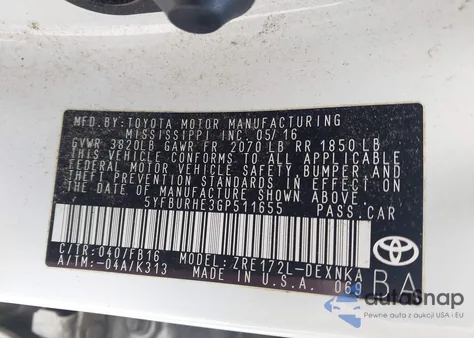 MFD.BY:TOYOTA MOTOR MANUFACTURING
MISSISSIPPI INC. 05/16
GVWR 3820LB GAWR FR 2070 LB RR 1850 LB
THIS VEHICLE CONFORMS TO ALL APPLICABLE
FEDERAL MOTOR VEHICLE SAFETY, BUMPER, AND
THEFT PREVENTION STANDARDS IN EFFECT ON THE
DATE OF MANUFACTURE SHOWN ABOVE.
5YFBURHE3GP511655 PASS.CAR
C/TR:040/FB16 MODEL:ZRE172L-DEXNKA
A/TM:-04A/K313 MADE IN U.S.A. 069
BA
autaSnap
Pewne auta z aukcji USA i EU